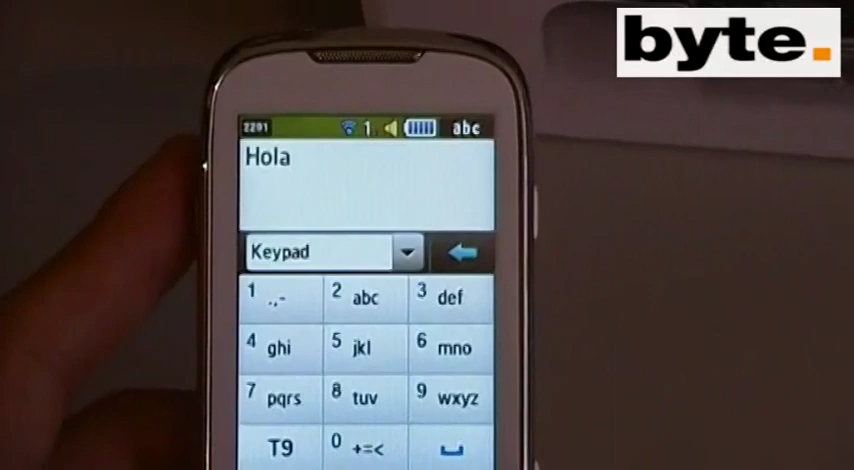 byte.
2291 1 abc
Hola
Keypad
1 .,- 2 abc 3 def
4 ghi 5 jkl 6 mno
7 pqrs 8 tuv 9 wxyz
T9 0 +=<